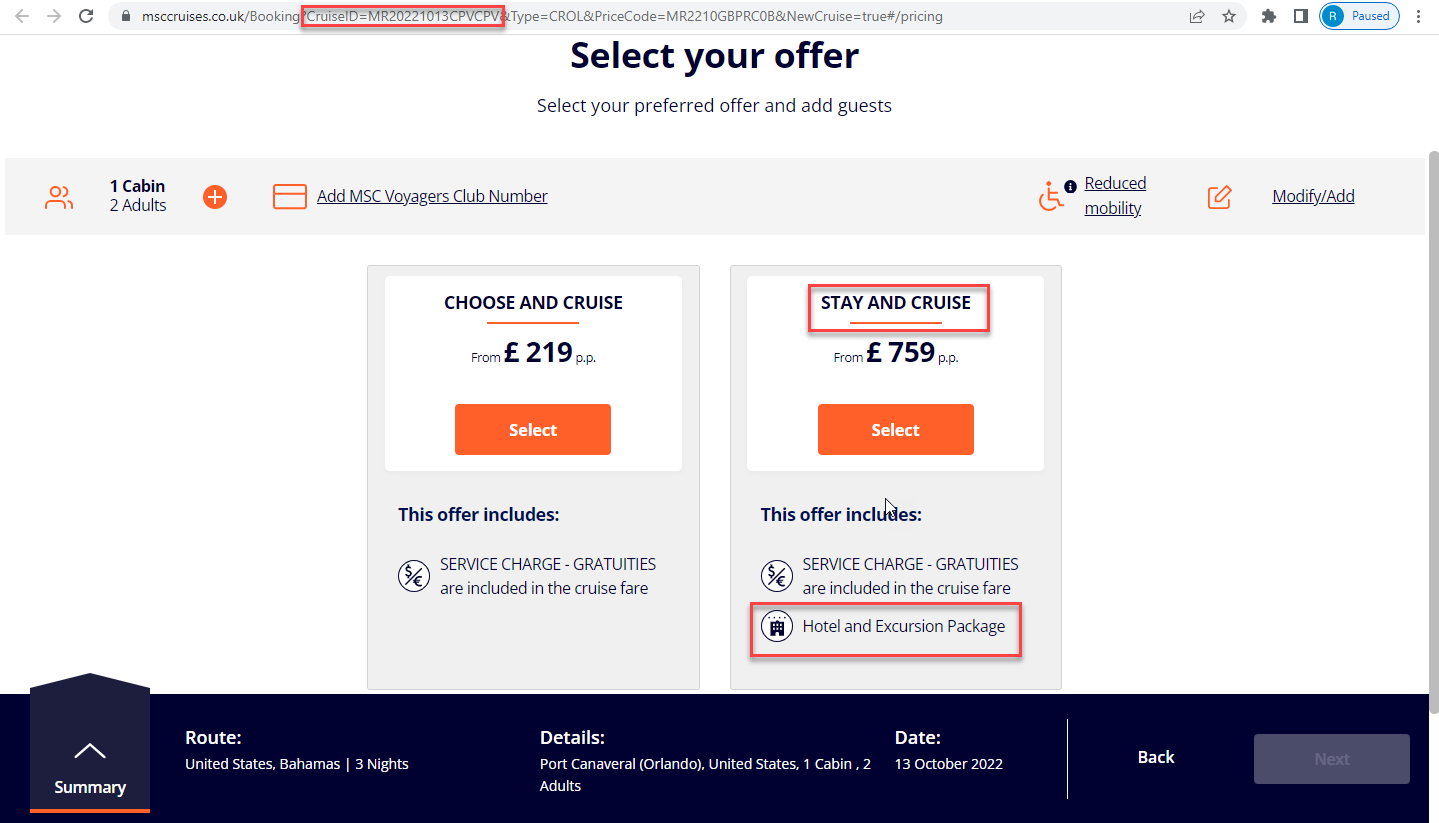 msccruises.co.uk/Booking?CruiseID=MR20221013CPVCPV&Type=CROL&PriceCode=MR2210GBPRC0B&NewCruise=true#/pricing
R Paused
Select your offer
Select your preferred offer and add guests
1 Cabin
2 Adults
Add MSC Voyagers Club Number
Reduced
mobility
Modify/Add
CHOOSE AND CRUISE
From £ 219 p.p.
Select
This offer includes:
SERVICE CHARGE - GRATUITIES
are included in the cruise fare
STAY AND CRUISE
From £ 759 p.p.
Select
This offer includes:
SERVICE CHARGE - GRATUITIES
are included in the cruise fare
Hotel and Excursion Package
Summary
Route:
United States, Bahamas | 3 Nights
Details:
Port Canaveral (Orlando), United States, 1 Cabin , 2
Adults
Date:
13 October 2022
Back
Next